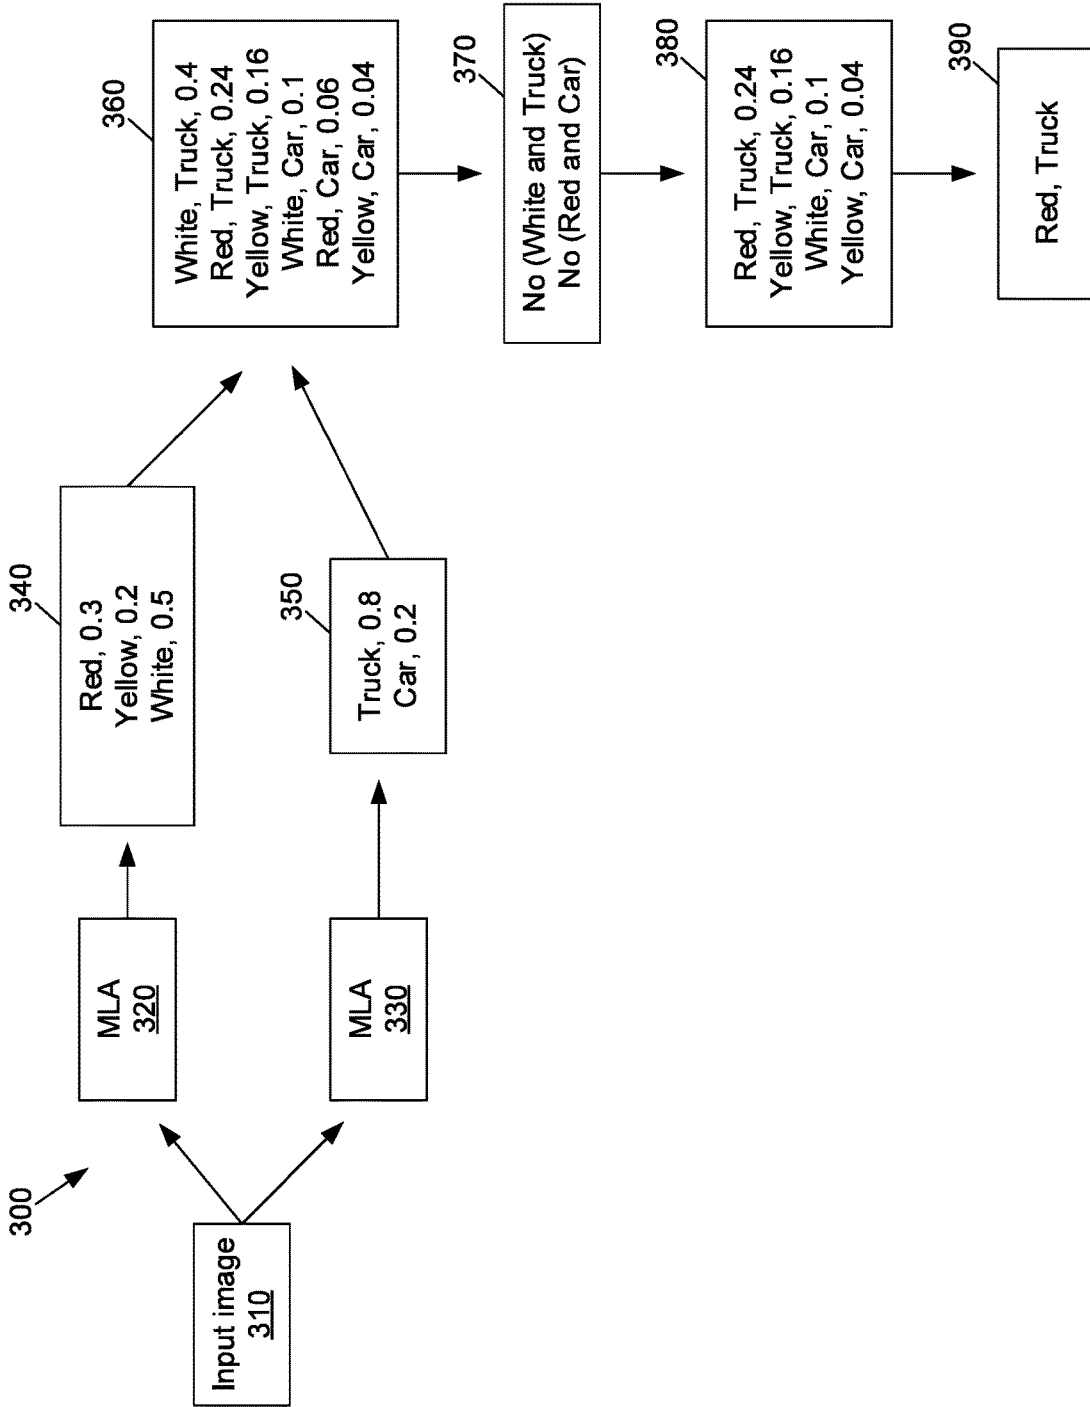 300
Input image
310
MLA
320
MLA
330
340
Red, 0.3
Yellow, 0.2
White, 0.5
350
Truck, 0.8
Car, 0.2
360
White, Truck, 0.4
Red, Truck, 0.24
Yellow, Truck, 0.16
White, Car, 0.1
Red, Car, 0.06
Yellow, Car, 0.04
370
No (White and Truck)
No (Red and Car)
380
Red, Truck, 0.24
Yellow, Truck, 0.16
White, Car, 0.1
Yellow, Car, 0.04
390
Red, Truck